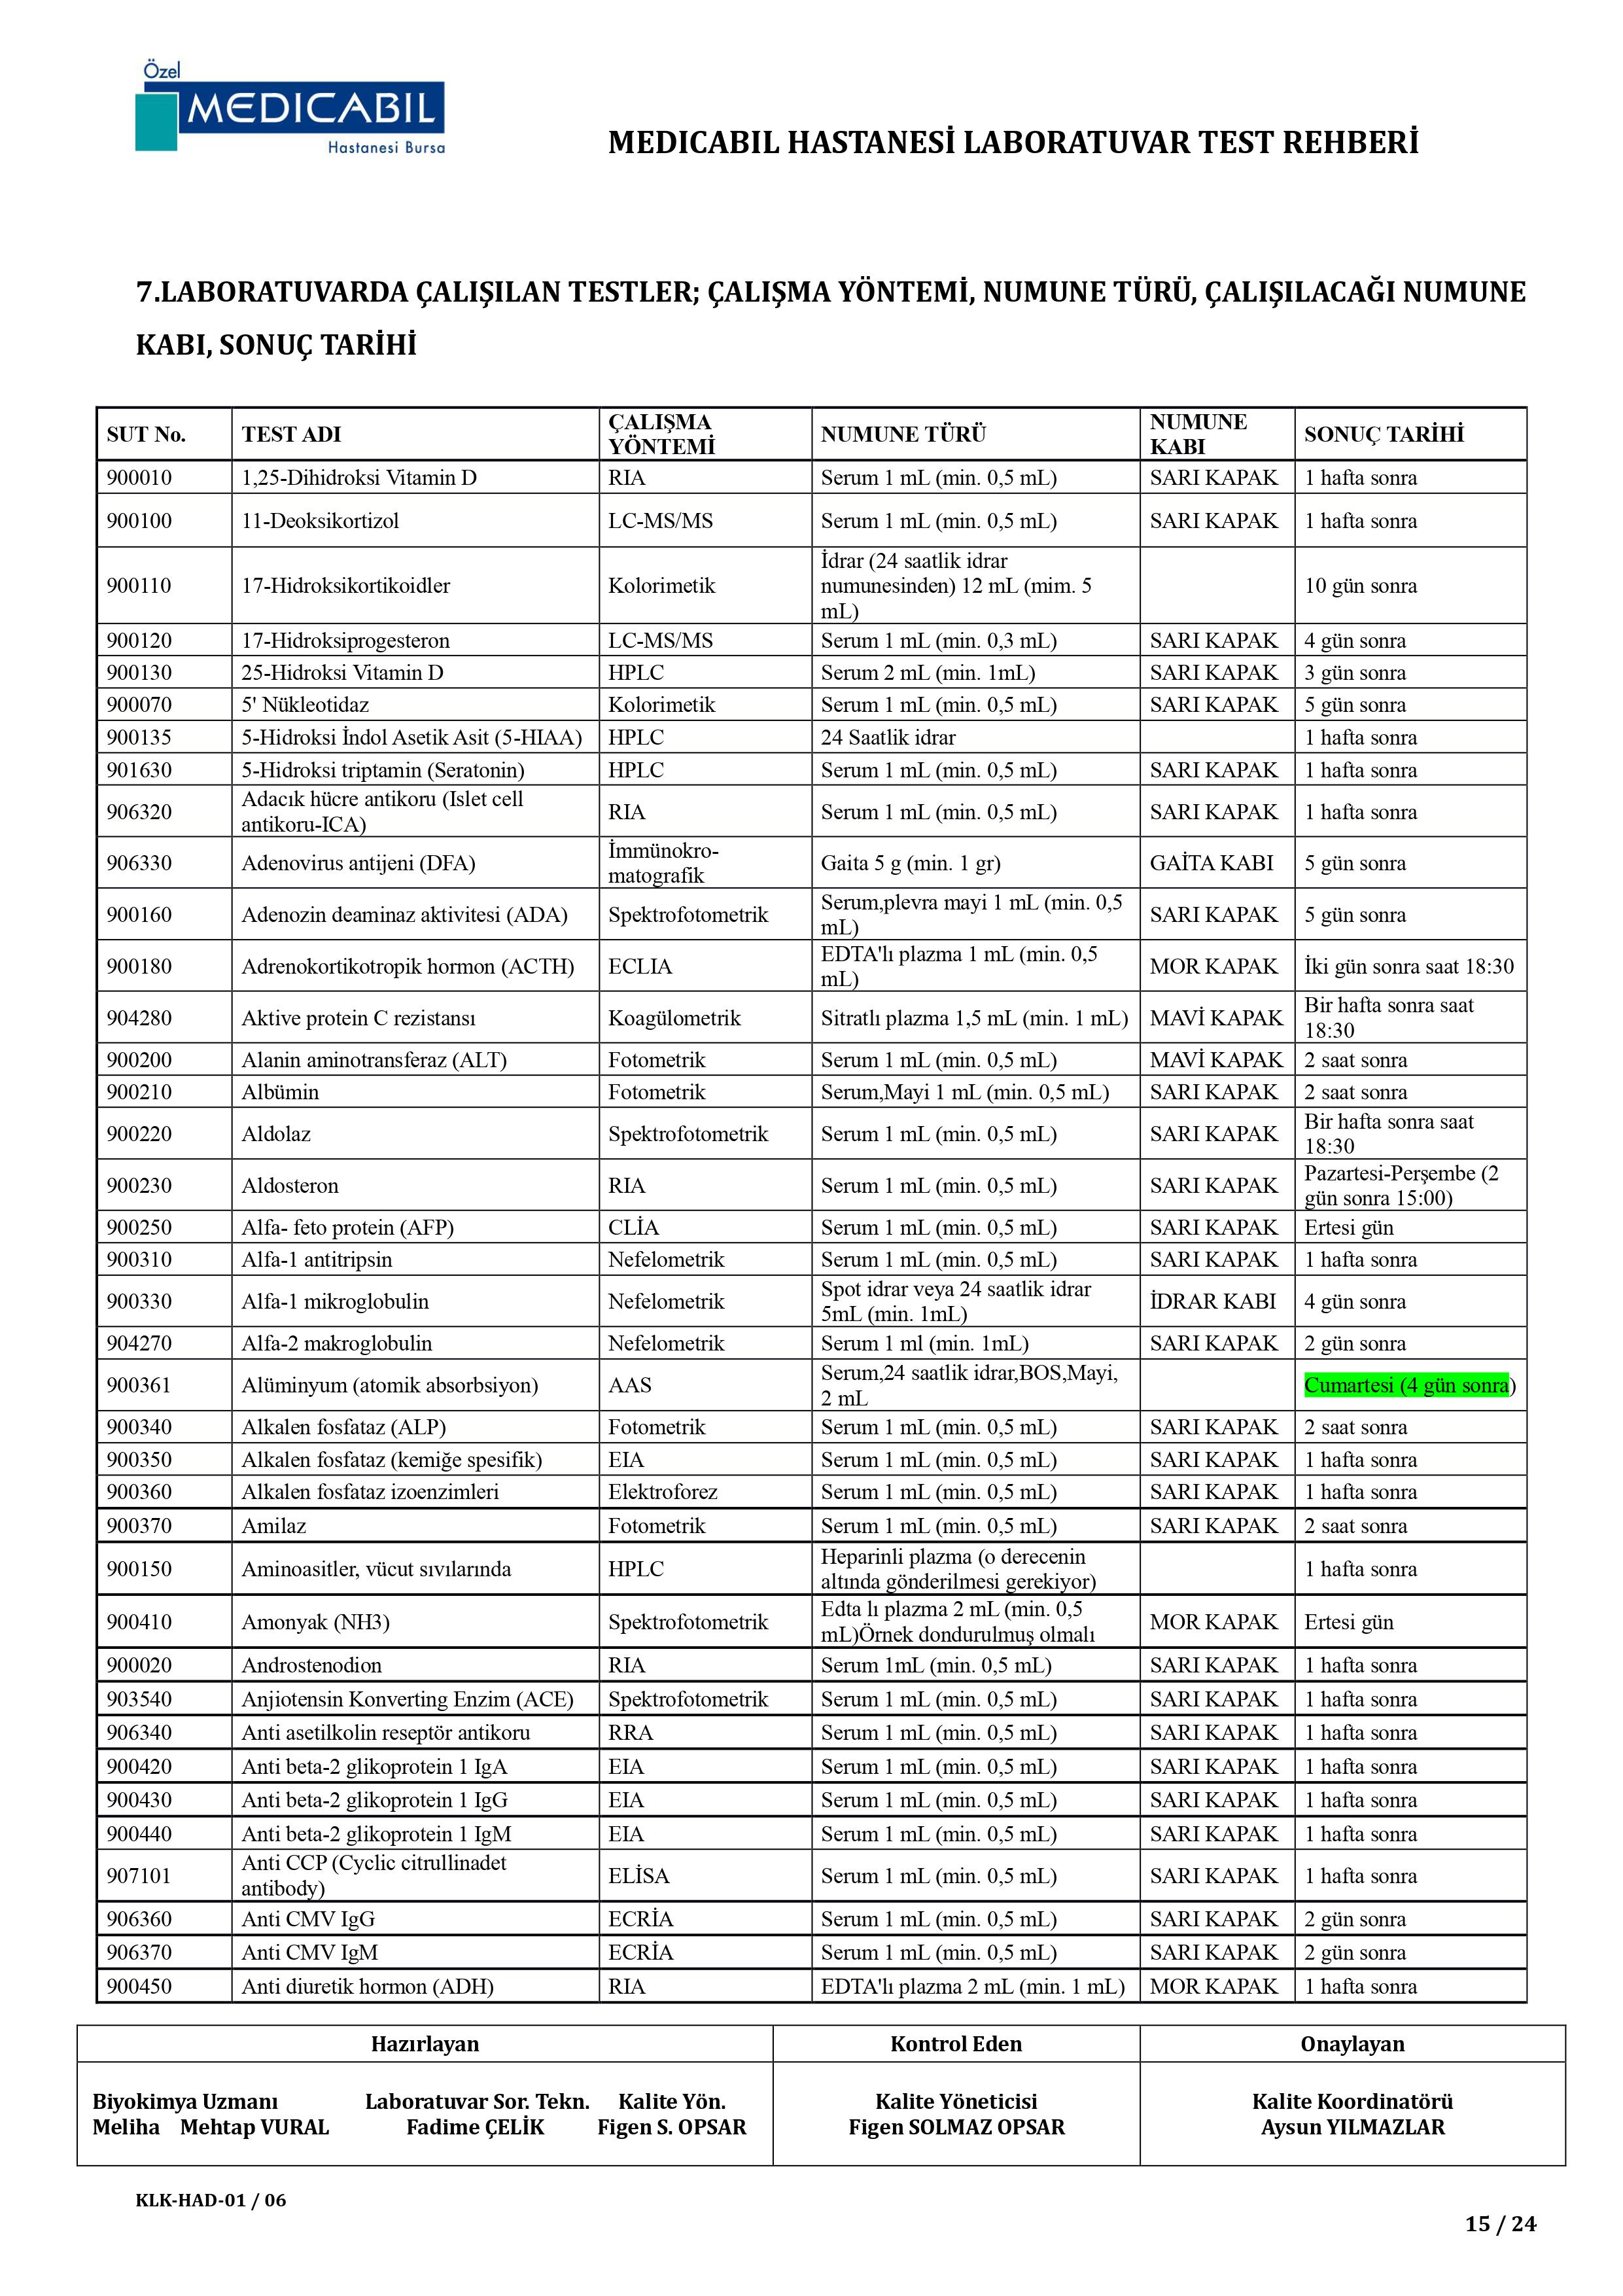 Özel
MEDICABIL
Hastanesi Bursa
MEDICABIL HASTANESİ LABORATUVAR TEST REHBERİ
7.LABORATUVARDA ÇALIŞILAN TESTLER; ÇALIŞMA YÖNTEMİ, NUMUNE TÜRÜ, ÇALIŞILACAĞI NUMUNE
KABI, SONUÇ TARİHİ
SUT No. TEST ADI ÇALIŞMA YÖNTEMİ NUMUNE TÜRÜ NUMUNE KABI SONUÇ TARİHİ
900010 1,25-Dihidroksi Vitamin D RIA Serum 1 mL (min. 0,5 mL) SARI KAPAK 1 hafta sonra
900100 11-Deoksikortizol LC-MS/MS Serum 1 mL (min. 0,5 mL) SARI KAPAK 1 hafta sonra
900110 17-Hidroksikortikoidler Kolorimetik İdrar (24 saatlik idrar numunesinden) 12 mL (mim. 5 mL) 10 gün sonra
900120 17-Hidroksiprogesteron LC-MS/MS Serum 1 mL (min. 0,3 mL) SARI KAPAK 4 gün sonra
900130 25-Hidroksi Vitamin D HPLC Serum 2 mL (min. 1mL) SARI KAPAK 3 gün sonra
900070 5' Nükleotidaz Kolorimetik Serum 1 mL (min. 0,5 mL) SARI KAPAK 5 gün sonra
900135 5-Hidroksi İndol Asetik Asit (5-HIAA) HPLC 24 Saatlik idrar 1 hafta sonra
901630 5-Hidroksi triptamin (Seratonin) HPLC Serum 1 mL (min. 0,5 mL) SARI KAPAK 1 hafta sonra
906320 Adacık hücre antikoru (Islet cell antikoru-ICA) RIA Serum 1 mL (min. 0,5 mL) SARI KAPAK 1 hafta sonra
906330 Adenovirus antijeni (DFA) İmmünokro-matografik Gaita 5 g (min. 1 gr) GAİTA KABI 5 gün sonra
900160 Adenozin deaminaz aktivitesi (ADA) Spektrofotometrik Serum,plevra mayi 1 mL (min. 0,5 mL) SARI KAPAK 5 gün sonra
900180 Adrenokortikotropik hormon (ACTH) ECLIA EDTA'lı plazma 1 mL (min. 0,5 mL) MOR KAPAK İki gün sonra saat 18:30
904280 Aktive protein C rezistansı Koagülometrik Sitratlı plazma 1,5 mL (min. 1 mL) MAVİ KAPAK Bir hafta sonra saat 18:30
900200 Alanin aminotransferaz (ALT) Fotometrik Serum 1 mL (min. 0,5 mL) MAVİ KAPAK 2 saat sonra
900210 Albümin Fotometrik Serum,Mayi 1 mL (min. 0,5 mL) SARI KAPAK 2 saat sonra
900220 Aldolaz Spektrofotometrik Serum 1 mL (min. 0,5 mL) SARI KAPAK Bir hafta sonra saat 18:30
900230 Aldosteron RIA Serum 1 mL (min. 0,5 mL) SARI KAPAK Pazartesi-Perşembe (2 gün sonra 15:00)
900250 Alfa- feto protein (AFP) CLİA Serum 1 mL (min. 0,5 mL) SARI KAPAK Ertesi gün
900310 Alfa-1 antitripsin Nefelometrik Serum 1 mL (min. 0,5 mL) SARI KAPAK 1 hafta sonra
900330 Alfa-1 mikroglobulin Nefelometrik Spot idrar veya 24 saatlik idrar 5mL (min. 1mL) İDRAR KABI 4 gün sonra
904270 Alfa-2 makroglobulin Nefelometrik Serum 1 ml (min. 1mL) SARI KAPAK 2 gün sonra
900361 Alüminyum (atomik absorbsiyon) AAS Serum,24 saatlik idrar,BOS,Mayi, 2 mL Cumartesi (4 gün sonra)
900340 Alkalen fosfataz (ALP) Fotometrik Serum 1 mL (min. 0,5 mL) SARI KAPAK 2 saat sonra
900350 Alkalen fosfataz (kemiğe spesifik) EIA Serum 1 mL (min. 0,5 mL) SARI KAPAK 1 hafta sonra
900360 Alkalen fosfataz izoenzimleri Elektroforez Serum 1 mL (min. 0,5 mL) SARI KAPAK 1 hafta sonra
900370 Amilaz Fotometrik Serum 1 mL (min. 0,5 mL) SARI KAPAK 2 saat sonra
900150 Aminoasitler, vücut sıvılarında HPLC Heparinli plazma (o derecenin altında gönderilmesi gerekiyor) 1 hafta sonra
900410 Amonyak (NH3) Spektrofotometrik Edta lı plazma 2 mL (min. 0,5 mL)Örnek dondurulmuş olmalı MOR KAPAK Ertesi gün
900020 Androstenodion RIA Serum 1mL (min. 0,5 mL) SARI KAPAK 1 hafta sonra
903540 Anjiotensin Konverting Enzim (ACE) Spektrofotometrik Serum 1 mL (min. 0,5 mL) SARI KAPAK 1 hafta sonra
906340 Anti asetilkolin reseptör antikoru RRA Serum 1 mL (min. 0,5 mL) SARI KAPAK 1 hafta sonra
900420 Anti beta-2 glikoprotein 1 IgA EIA Serum 1 mL (min. 0,5 mL) SARI KAPAK 1 hafta sonra
900430 Anti beta-2 glikoprotein 1 IgG EIA Serum 1 mL (min. 0,5 mL) SARI KAPAK 1 hafta sonra
900440 Anti beta-2 glikoprotein 1 IgM EIA Serum 1 mL (min. 0,5 mL) SARI KAPAK 1 hafta sonra
907101 Anti CCP (Cyclic citrullinadet antibody) ELİSA Serum 1 mL (min. 0,5 mL) SARI KAPAK 1 hafta sonra
906360 Anti CMV IgG ECRİA Serum 1 mL (min. 0,5 mL) SARI KAPAK 2 gün sonra
906370 Anti CMV IgM ECRİA Serum 1 mL (min. 0,5 mL) SARI KAPAK 2 gün sonra
900450 Anti diuretik hormon (ADH) RIA EDTA'lı plazma 2 mL (min. 1 mL) MOR KAPAK 1 hafta sonra
Hazırlayan Kontrol Eden Onaylayan
Biyokimya Uzmanı Laboratuvar Sor. Tekn. Kalite Yön. Kalite Yöneticisi Kalite Koordinatörü
Meliha Mehtap VURAL Fadime ÇELİK Figen S. OPSAR Figen SOLMAZ OPSAR Aysun YILMAZLAR
KLK-HAD-01 / 06
15 / 24